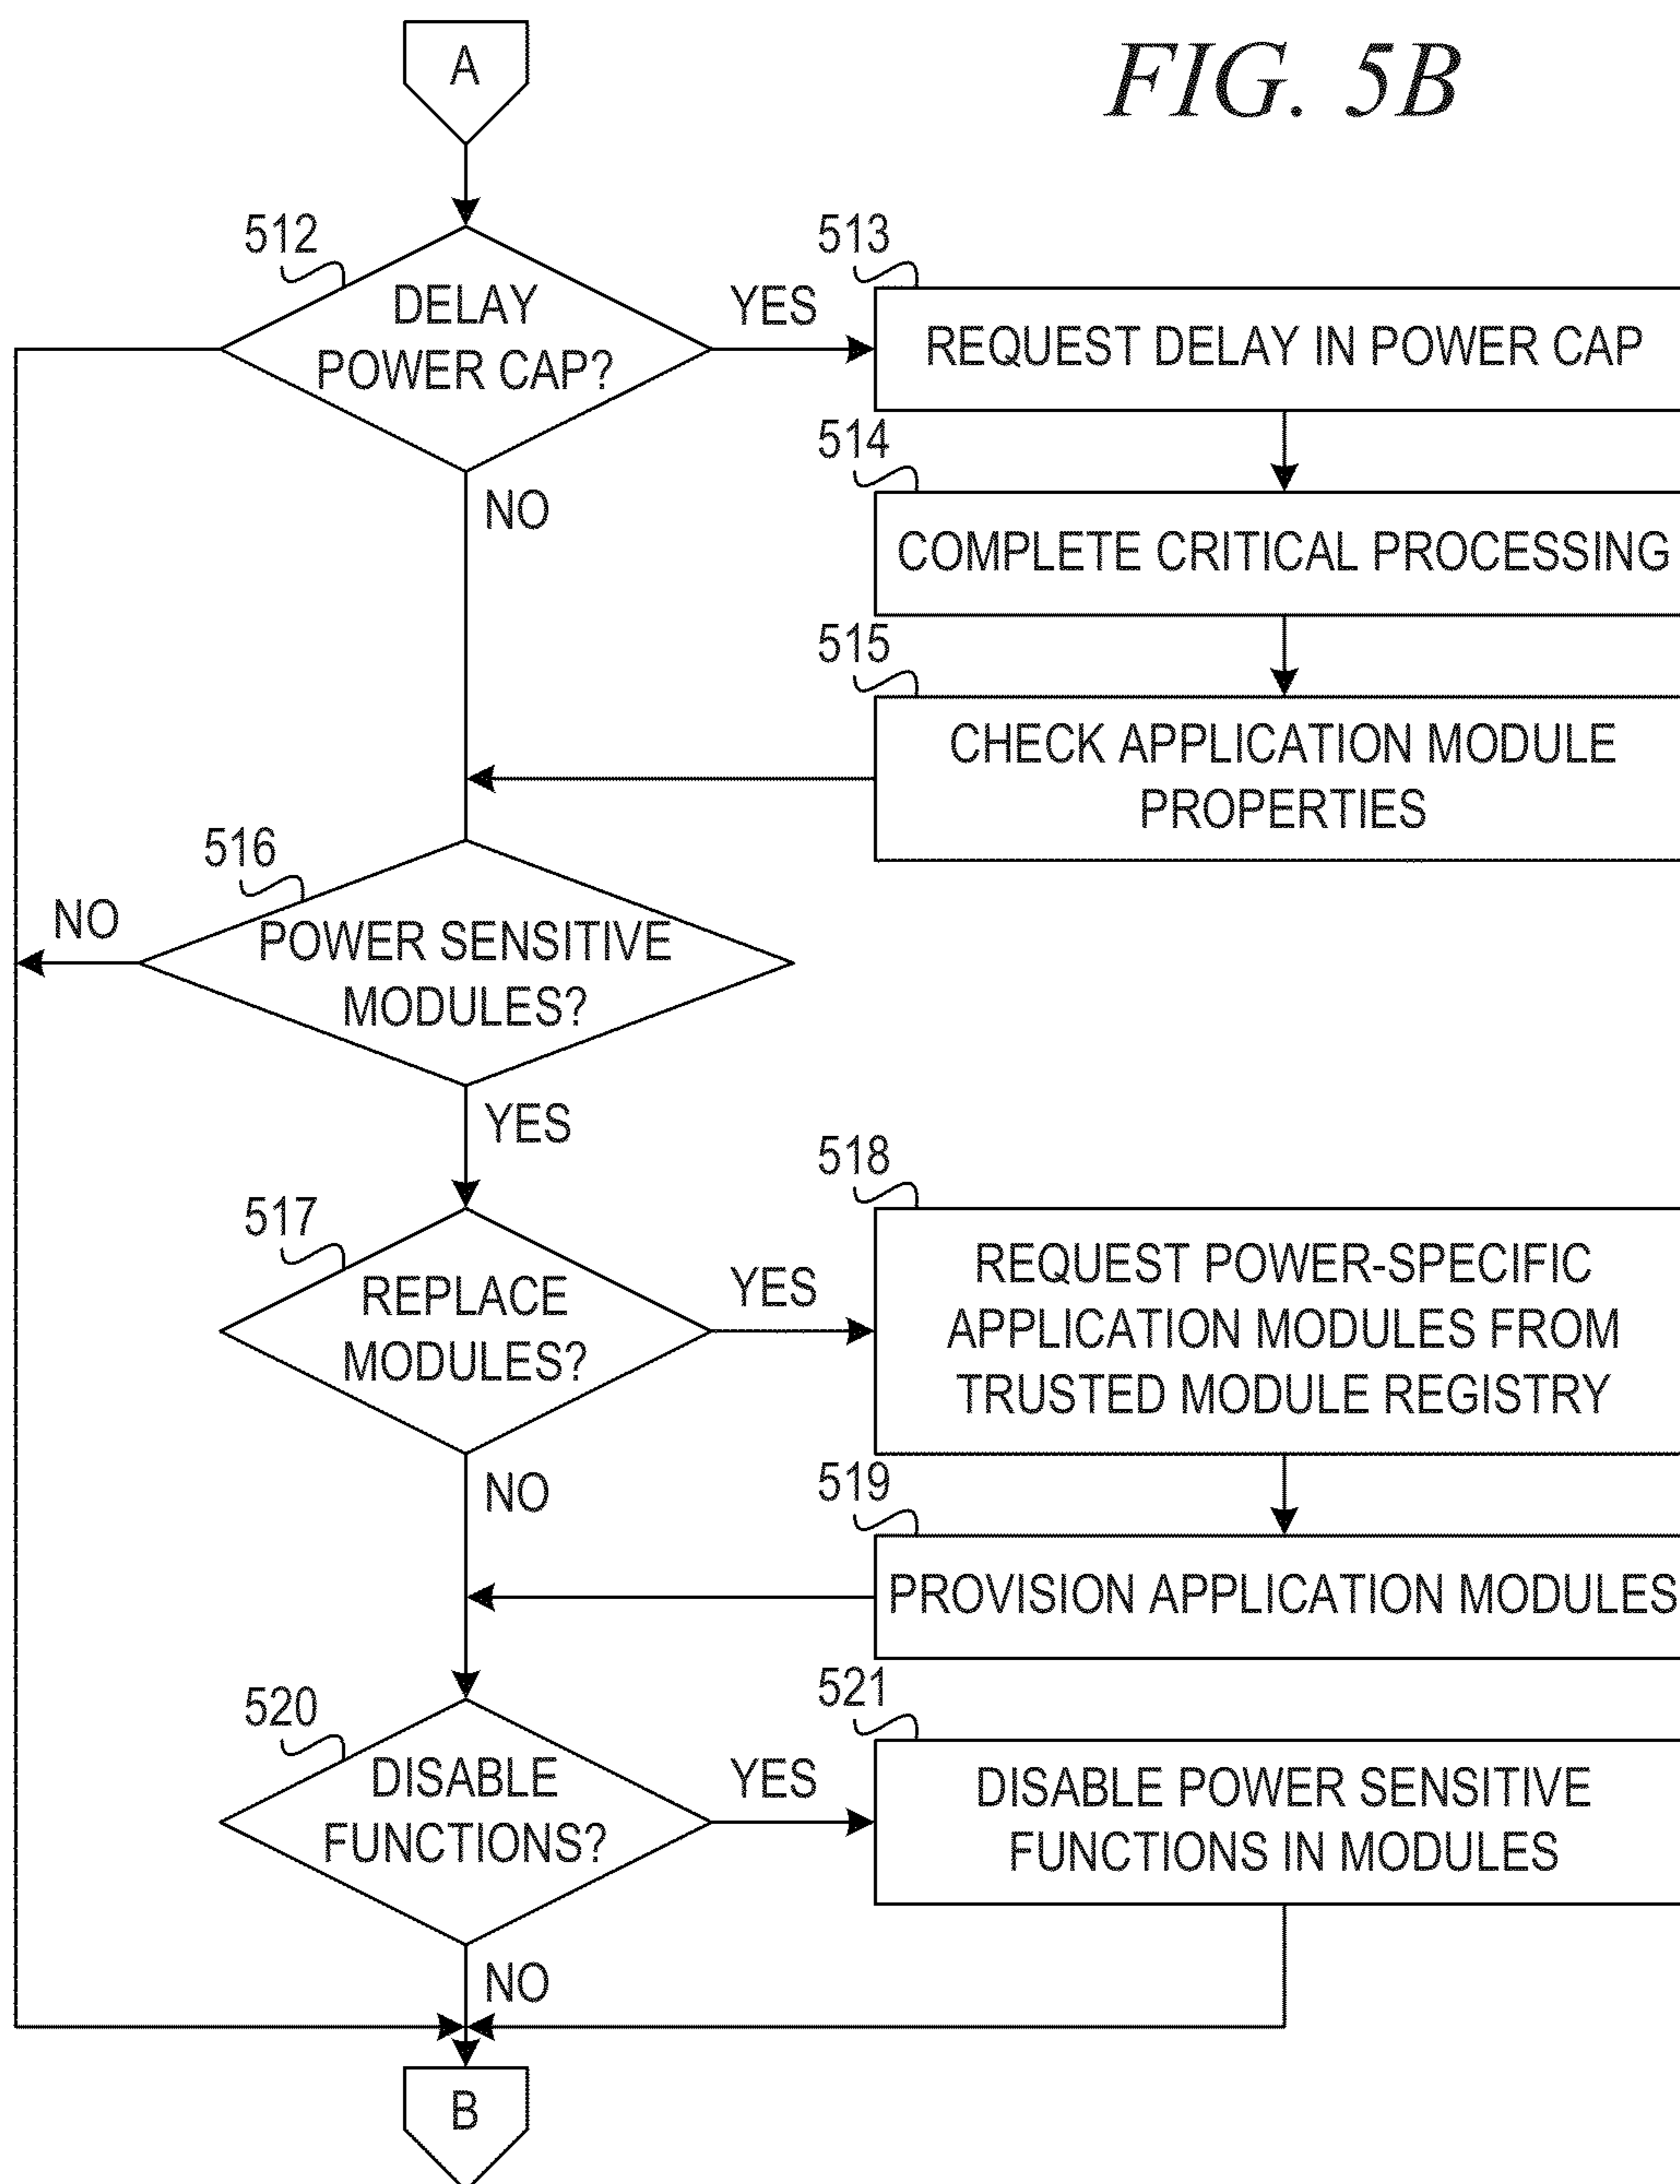 FIG. 5B
A
512
DELAY
POWER CAP?
YES
NO
513
REQUEST DELAY IN POWER CAP
514
COMPLETE CRITICAL PROCESSING
515
CHECK APPLICATION MODULE
PROPERTIES
516
POWER SENSITIVE
MODULES?
NO
YES
517
REPLACE
MODULES?
YES
NO
518
REQUEST POWER-SPECIFIC
APPLICATION MODULES FROM
TRUSTED MODULE REGISTRY
519
PROVISION APPLICATION MODULES
520
DISABLE
FUNCTIONS?
YES
NO
521
DISABLE POWER SENSITIVE
FUNCTIONS IN MODULES
B